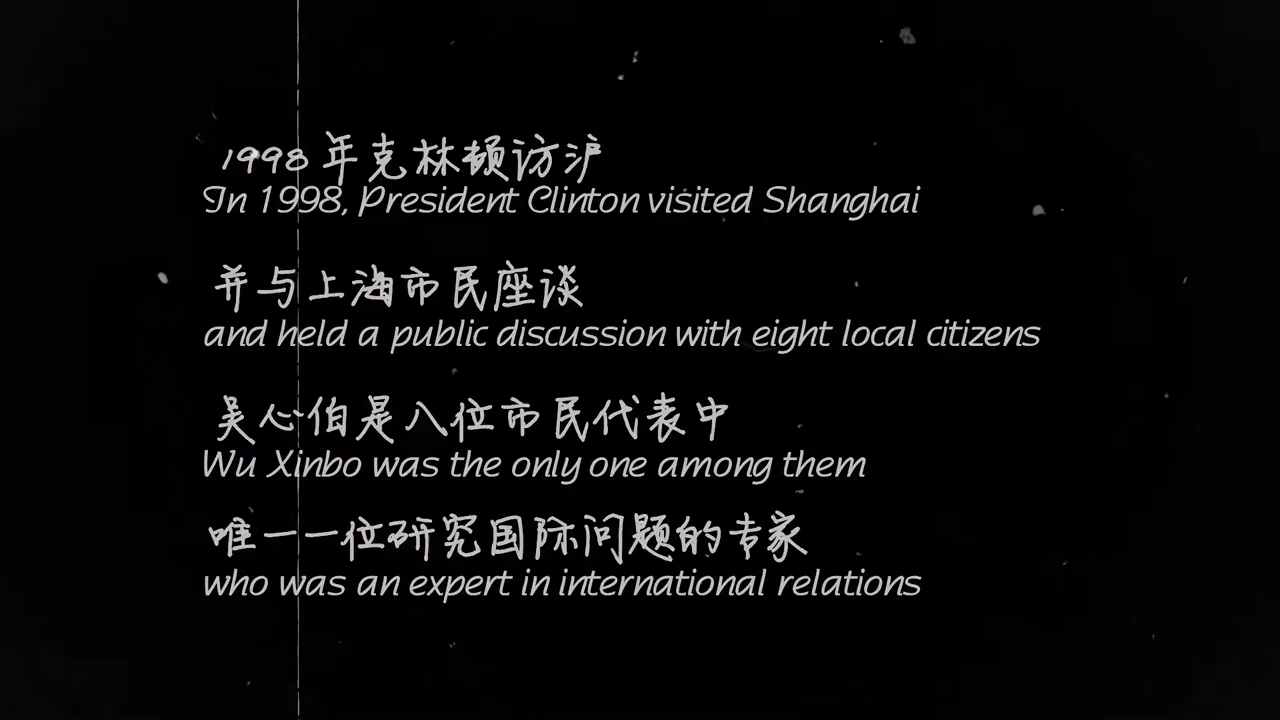 1998年克林顿访沪
In 1998, President Clinton visited Shanghai
并与上海市民座谈
and held a public discussion with eight local citizens
吴心伯是八位市民代表中
Wu Xinbo was the only one among them
唯一一位研究国际问题的专家
who was an expert in international relations